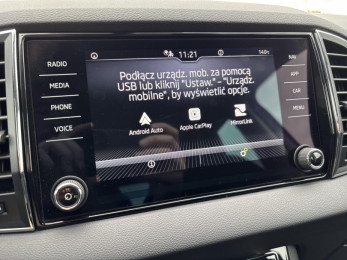 RADIO
MEDIA
PHONE
VOICE
11:21
14.0
NAV
APP
CAR
MENU
Podłącz urządz. mob. za pomocą
USB lub kliknij "Ustaw." - "Urządz.
mobilne", by wyświetlić opcje.
Android Auto
Apple CarPlay
MirrorLink